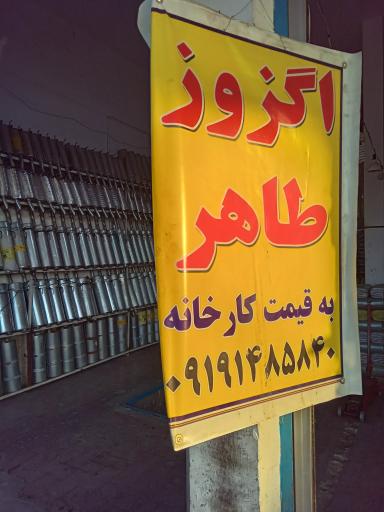 اگزوز
طاهر
به قیمت کارخانه
۰۹۱۹۱۴۸۵۸۴۰